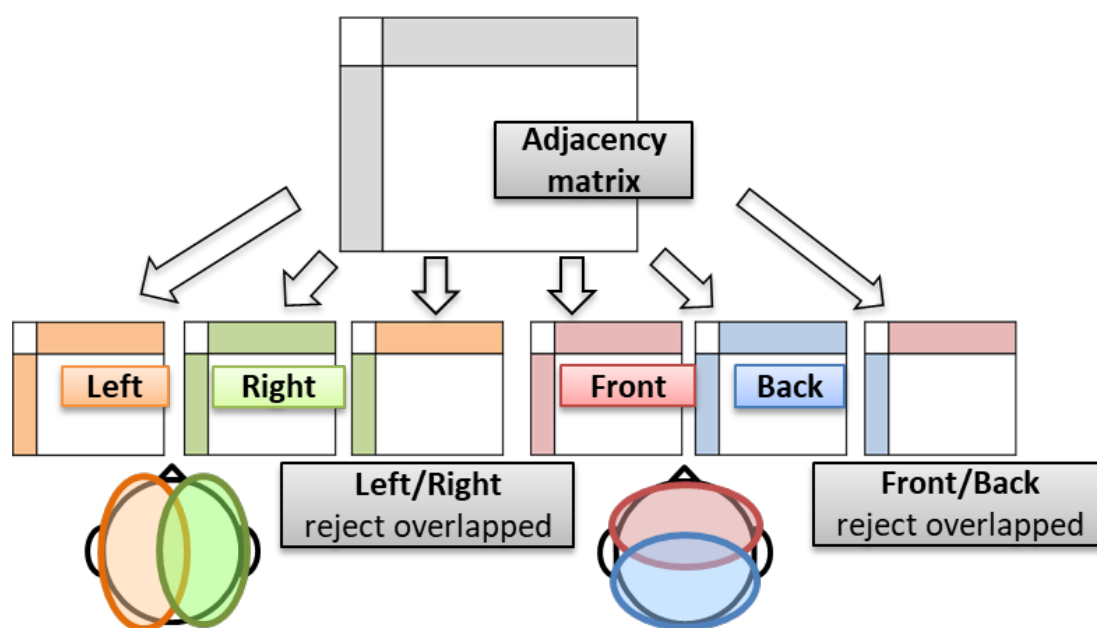 Adjacency
matrix
Left
Right
Front
Back
Left/Right
reject overlapped
Front/Back
reject overlapped